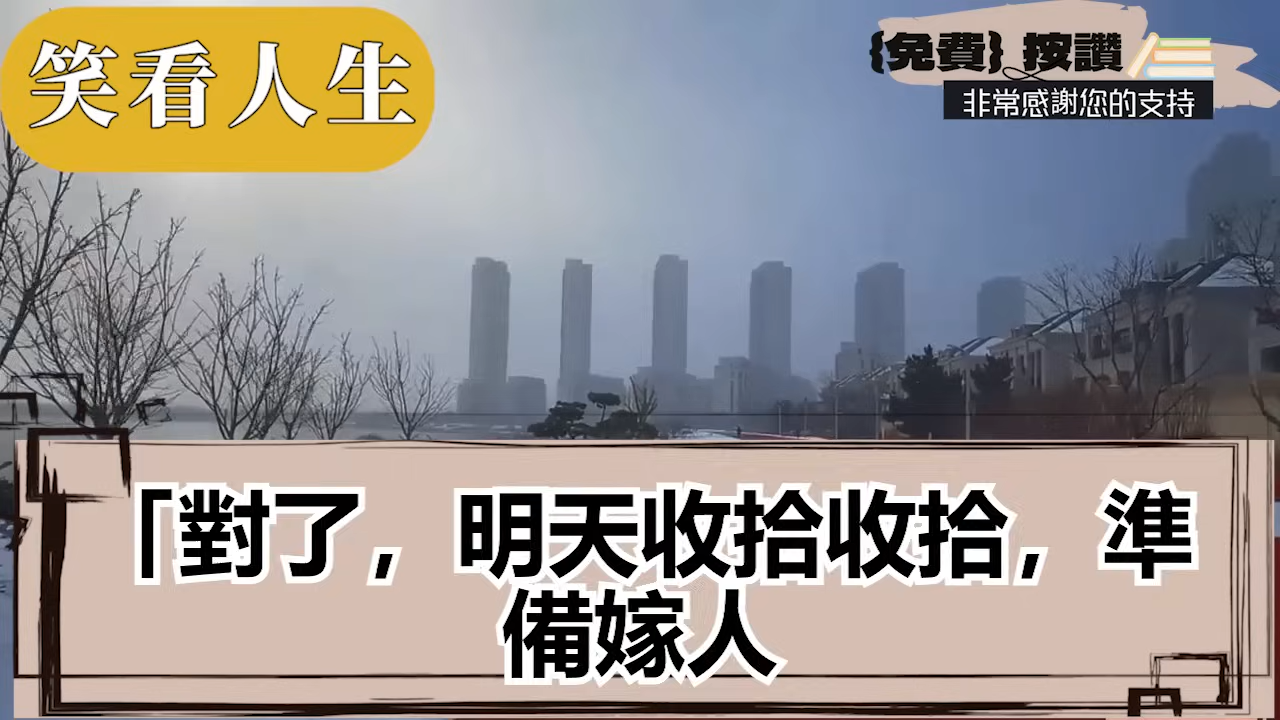 笑看人生
{免費} 按讚
非常感謝您的支持
「對了，明天收拾收拾，準
備嫁人